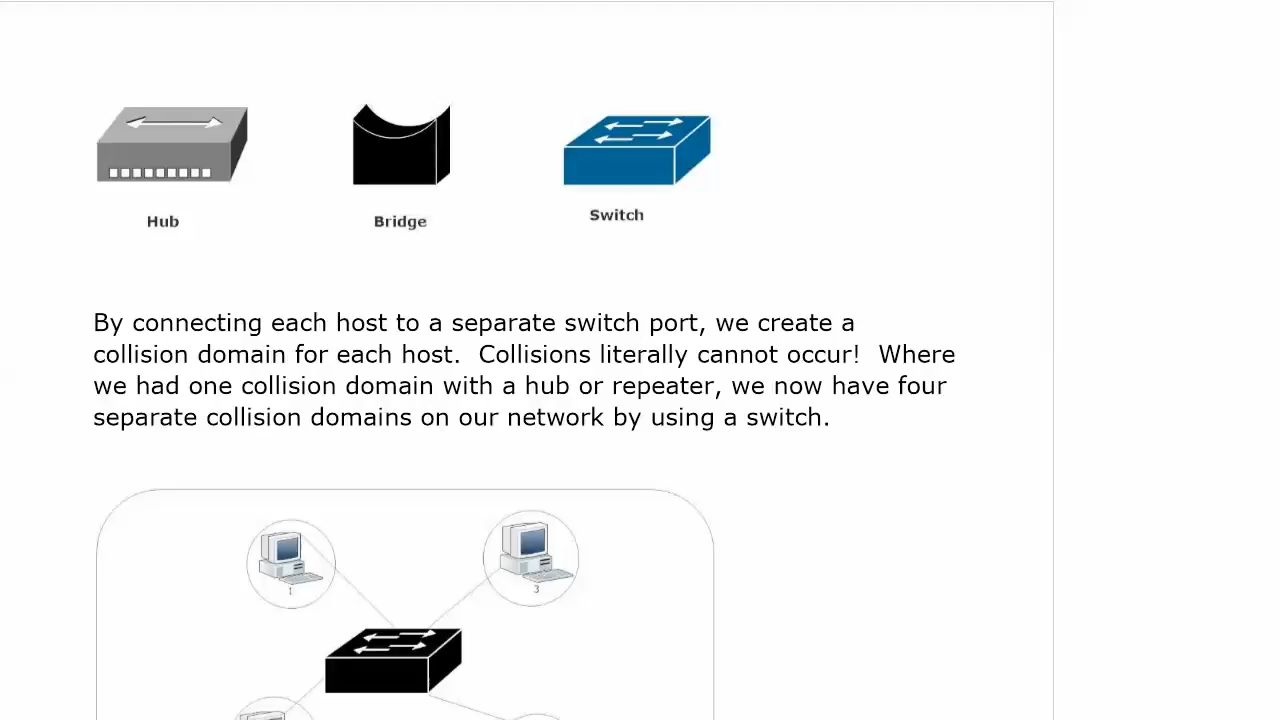 Hub
Bridge
Switch
By connecting each host to a separate switch port, we create a
collision domain for each host.  Collisions literally cannot occur!  Where
we had one collision domain with a hub or repeater, we now have four
separate collision domains on our network by using a switch.
1
3